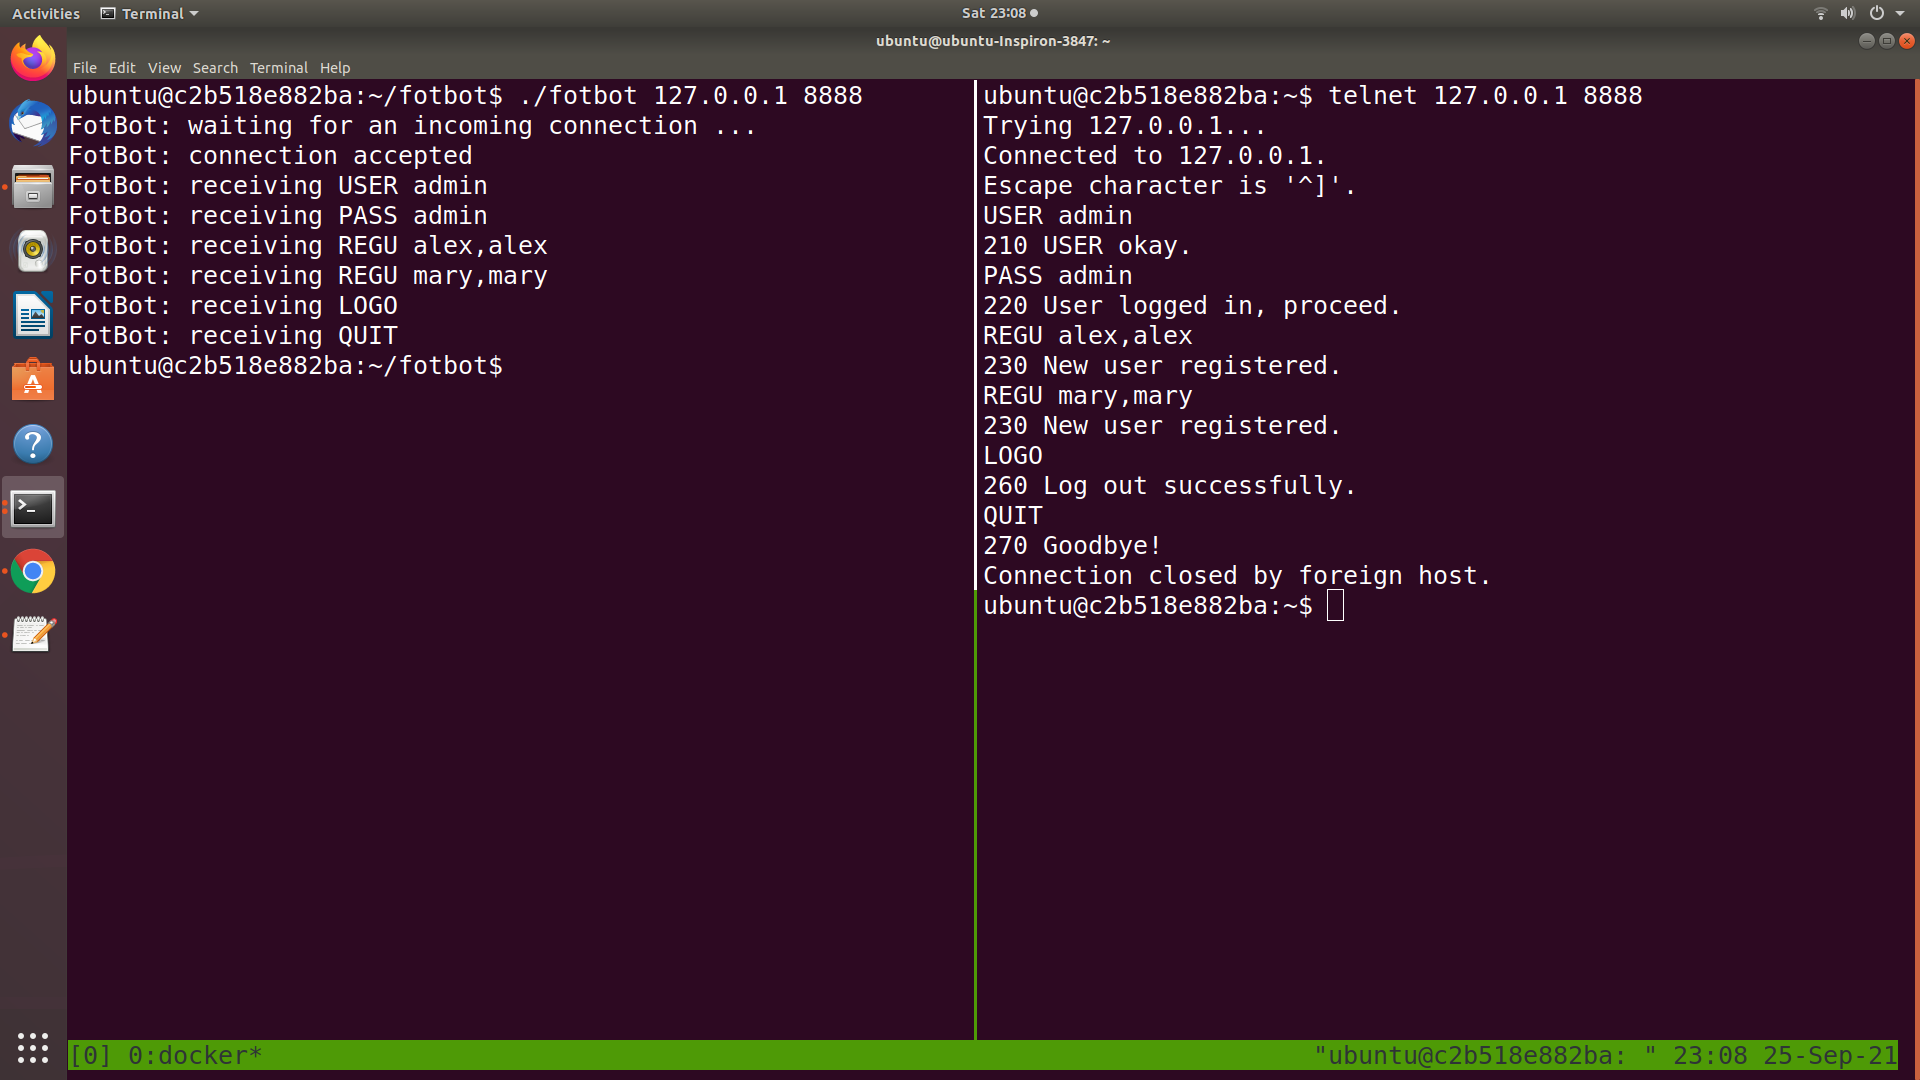 Activities
Terminal
Sat 23:08
ubuntu@ubuntu-Inspiron-3847: ~
File Edit View Search Terminal Help
ubuntu@c2b518e882ba:~/fotbot$ ./fotbot 127.0.0.1 8888
FotBot: waiting for an incoming connection ...
FotBot: connection accepted
FotBot: receiving USER admin
FotBot: receiving PASS admin
FotBot: receiving REGU alex,alex
FotBot: receiving REGU mary,mary
FotBot: receiving LOGO
FotBot: receiving QUIT
ubuntu@c2b518e882ba:~/fotbot$
ubuntu@c2b518e882ba:~$ telnet 127.0.0.1 8888
Trying 127.0.0.1...
Connected to 127.0.0.1.
Escape character is '^]'.
USER admin
210 USER okay.
PASS admin
220 User logged in, proceed.
REGU alex,alex
230 New user registered.
REGU mary,mary
230 New user registered.
LOGO
260 Log out successfully.
QUIT
270 Goodbye!
Connection closed by foreign host.
ubuntu@c2b518e882ba:~$
[0] 0:docker*
"ubuntu@c2b518e882ba: " 23:08 25-Sep-21